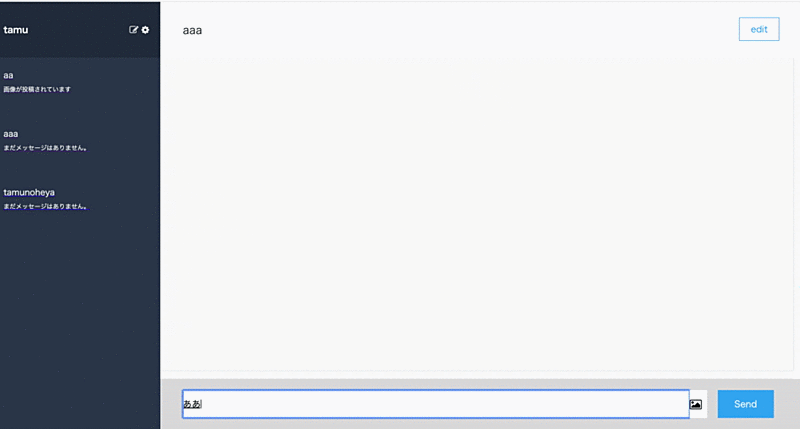 tamu
aa
画像が投稿されています
aaa
まだメッセージはありません。
tamunoheya
まだメッセージはありません。
aaa
edit
ああ
Send